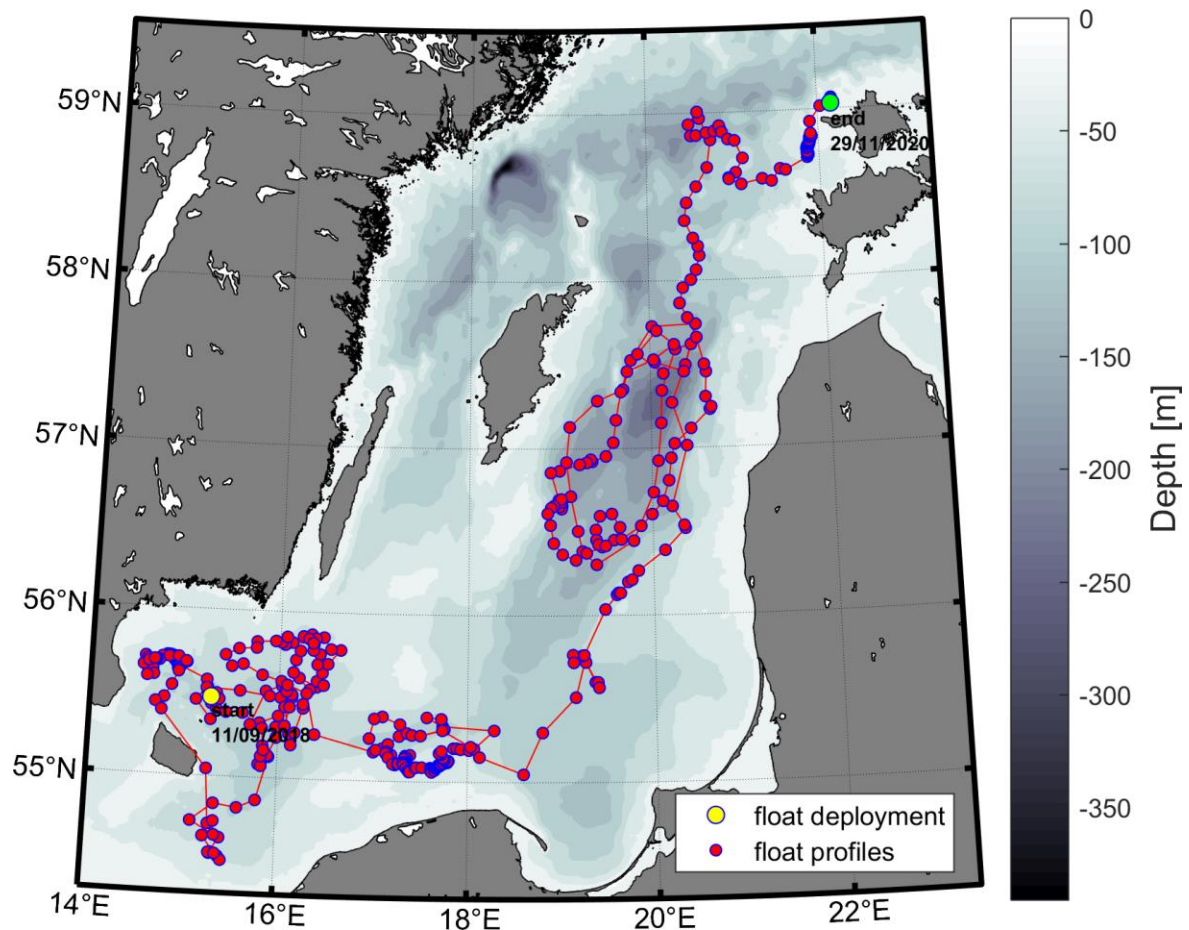 59°N
58°N
57°N
56°N
55°N
14°E
16°E
18°E
20°E
22°E
start
11/09/2018
end
29/11/2020
float deployment
float profiles
0
-50
-100
-150
-200
-250
-300
-350
Depth [m]